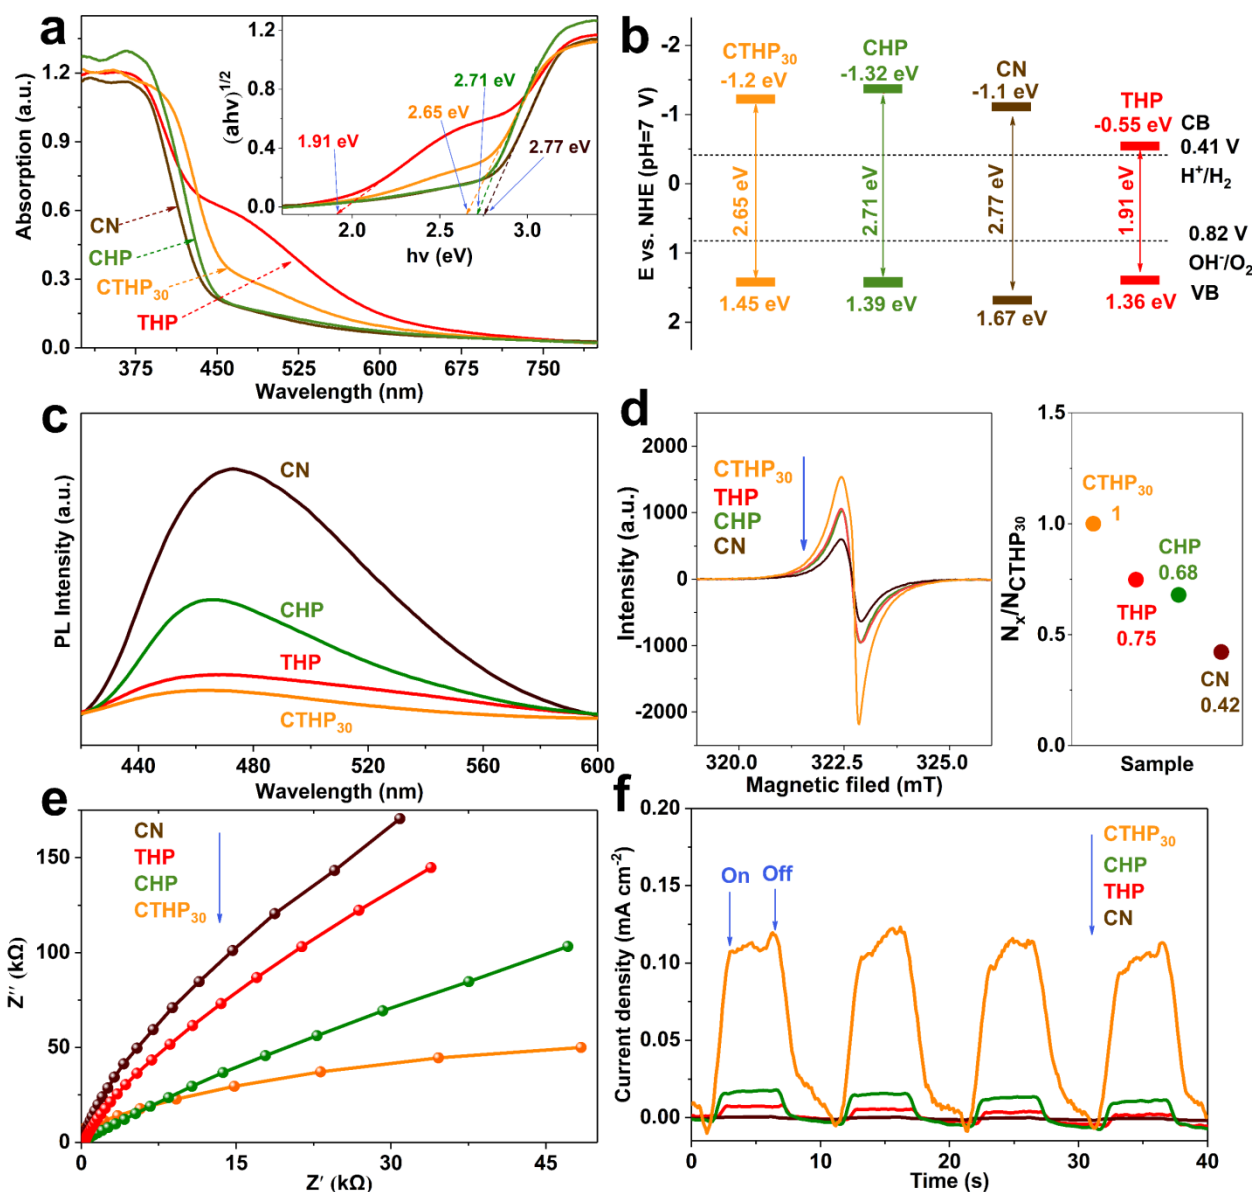 a
Absorption (a.u.)
1.2
0.9
0.6
0.3
0.0
375
450
525
600
675
750
Wavelength (nm)
CN
CHP
CTHP30
THP
(ahv)1/2
1.2
0.8
0.4
0.0
2.0
2.5
3.0
hv (eV)
1.91 eV
2.65 eV
2.71 eV
2.77 eV
b
E vs. NHE (pH=7 V)
-2
-1
0
1
2
CTHP30
-1.2 eV
2.65 eV
1.45 eV
CHP
-1.32 eV
2.71 eV
1.39 eV
CN
-1.1 eV
2.77 eV
1.67 eV
THP
-0.55 eV
1.91 eV
1.36 eV
CB
0.41 V
H+/H2
0.82 V
OH-/O2
VB
c
PL Intensity (a.u.)
CN
CHP
THP
CTHP30
440
480
520
560
600
Wavelength (nm)
d
Intensity (a.u.)
2000
1000
0
-1000
-2000
CTHP30
THP
CHP
CN
320.0
322.5
325.0
Magnetic filed (mT)
Nx/NCTHP30
1.5
1.0
0.5
0.0
CTHP30
1
CHP
0.68
THP
0.75
CN
0.42
Sample
e
Z'' (kΩ)
150
100
50
0
CN
THP
CHP
CTHP30
0
15
30
45
Z' (kΩ)
f
Current density (mA cm-2)
0.20
0.15
0.10
0.05
0.00
On
Off
CTHP30
CHP
THP
CN
0
10
20
30
40
Time (s)